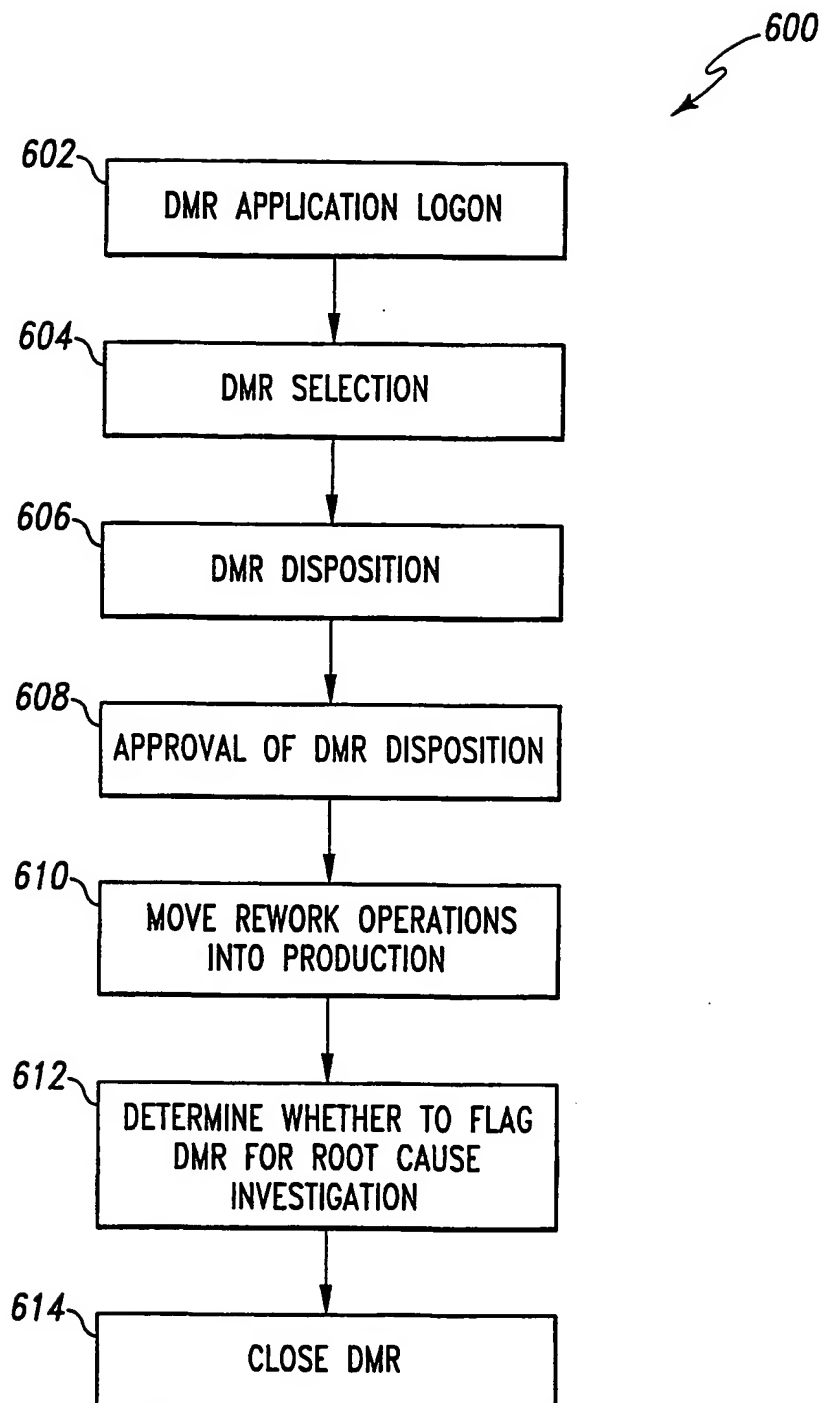 600
602
DMR APPLICATION LOGON
604
DMR SELECTION
606
DMR DISPOSITION
608
APPROVAL OF DMR DISPOSITION
610
MOVE REWORK OPERATIONS
INTO PRODUCTION
612
DETERMINE WHETHER TO FLAG
DMR FOR ROOT CAUSE
INVESTIGATION
614
CLOSE DMR